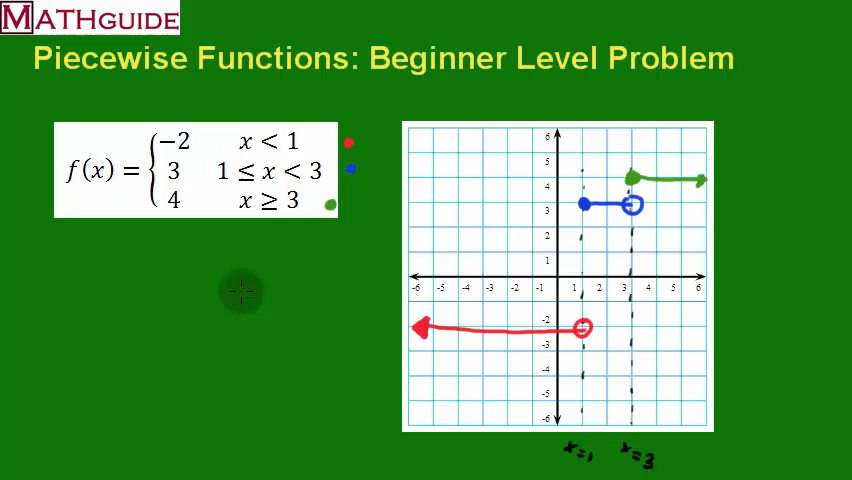 MATHGUIDE
Piecewise Functions: Beginner Level Problem
−2 x < 1
f(x) = { 3 1 ≤ x < 3
4 x ≥ 3
6
5
4
3
2
1
-6 -5 -4 -3 -2 -1 1 2 3 4 5 6
-2
-3
-4
-5
-6
x=1 x=3